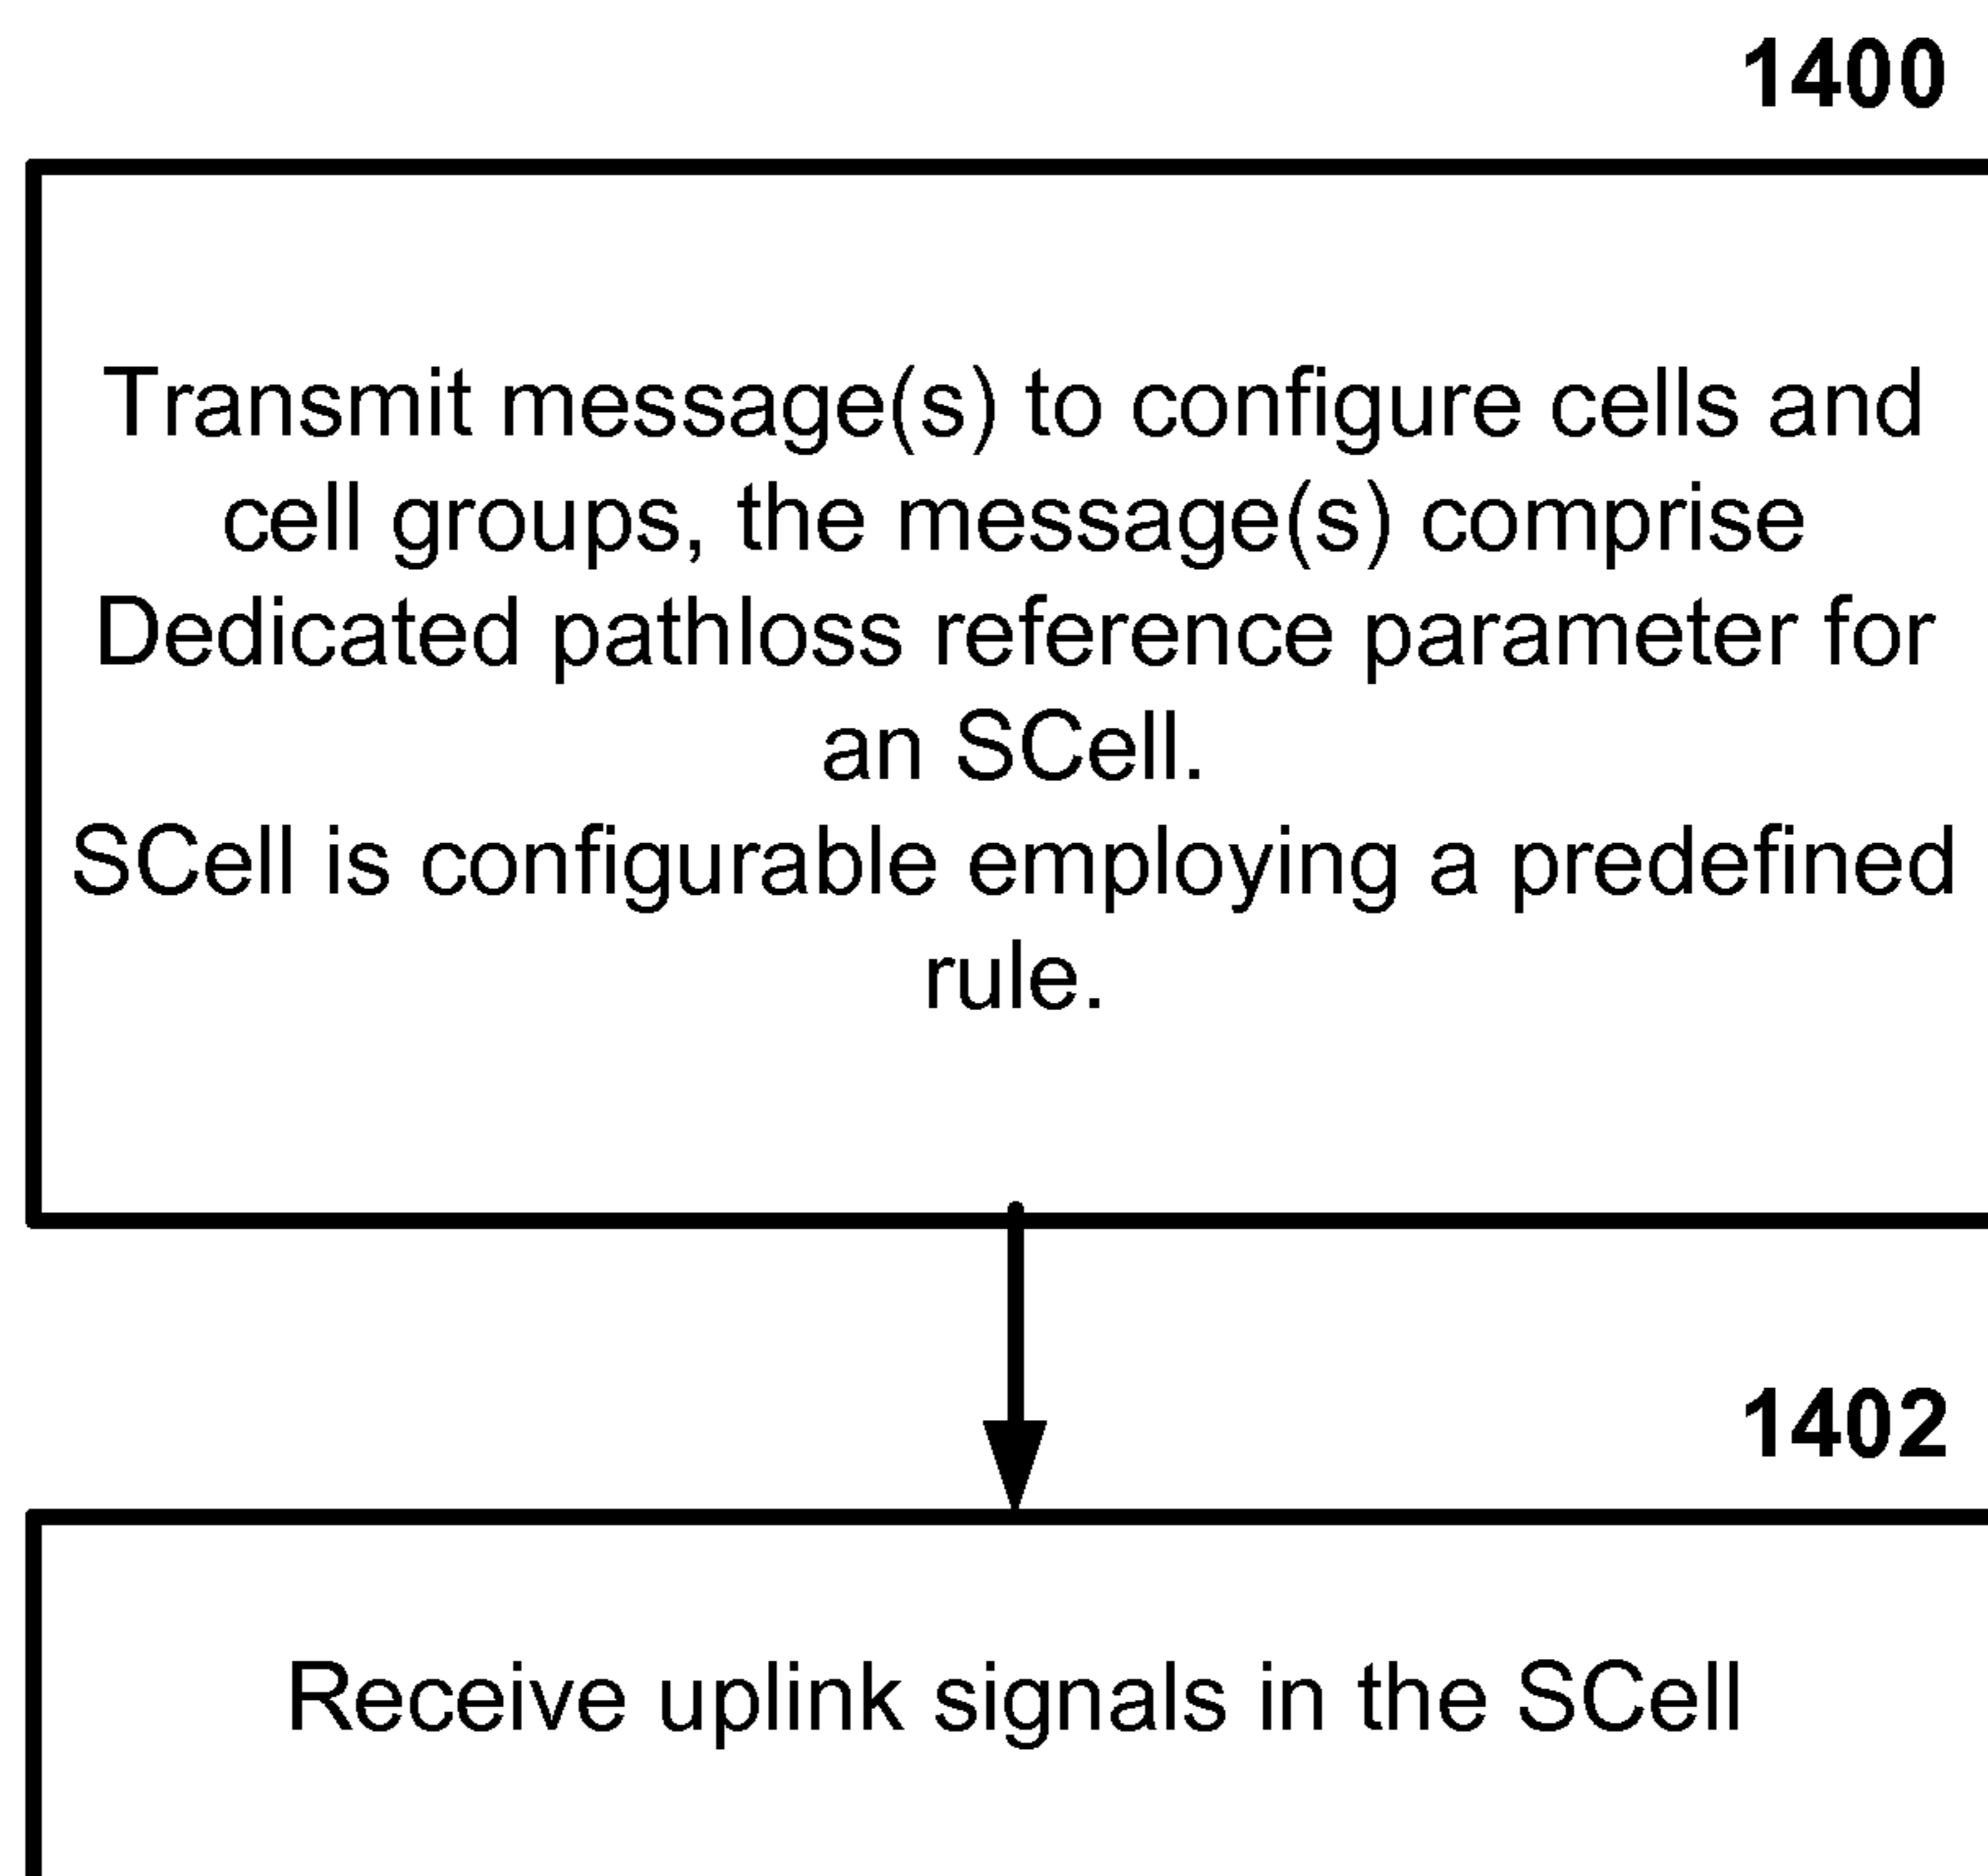 1400
Transmit message(s) to configure cells and
cell groups, the message(s) comprise
Dedicated pathloss reference parameter for
an SCell.
SCell is configurable employing a predefined
rule.
1402
Receive uplink signals in the SCell